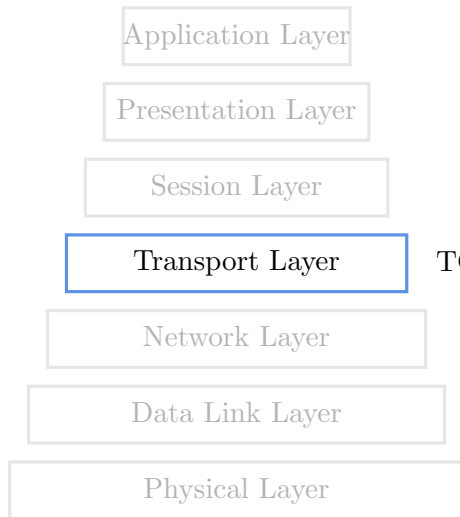 Application Layer
Presentation Layer
Session Layer
Transport Layer
Network Layer
Data Link Layer
Physical Layer